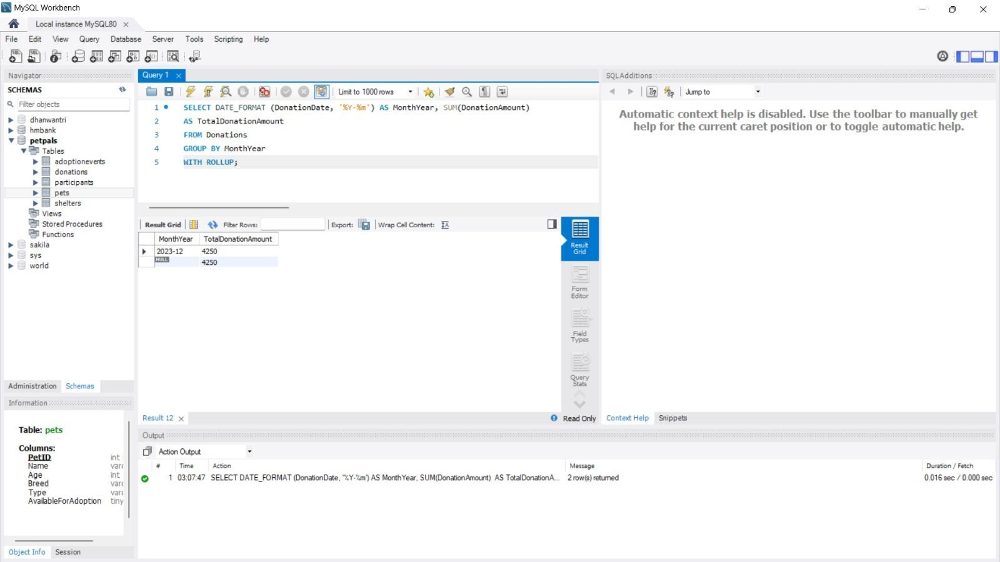 MySQL Workbench
Local instance MySQL80
File Edit View Query Database Server Tools Scripting Help
Navigator
SCHEMAS
Filter objects
dhanwantri
hmbank
petpals
Tables
adoptionevents
donations
participants
pets
shelters
Views
Stored Procedures
Functions
sakila
sys
world
Administration Schemas
Information
Table: pets
Columns:
PetID int
Name varc
Age int
Breed varc
Type varc
AvailableForAdoption tiny
Object Info Session
Query 1
Limit to 1000 rows
1 SELECT DATE_FORMAT (DonationDate, '%Y-%m') AS MonthYear, SUM(DonationAmount)
2 AS TotalDonationAmount
3 FROM Donations
4 GROUP BY MonthYear
5 WITH ROLLUP;
Result Grid Filter Rows: Export: Wrap Cell Content:
MonthYear TotalDonationAmount
2023-12 4250
NULL 4250
Result Grid
Form Editor
Field Types
Query Stats
Result 12 Read Only
SQLAdditions
Jump to
Automatic context help is disabled. Use the toolbar to manually get
help for the current caret position or to toggle automatic help.
Context Help Snippets
Output
Action Output
# Time Action Message Duration / Fetch
1 03:07:47 SELECT DATE_FORMAT (DonationDate, '%Y-%m') AS MonthYear, SUM(DonationAmount) AS TotalDonationA... 2 row(s) returned 0.016 sec / 0.000 sec